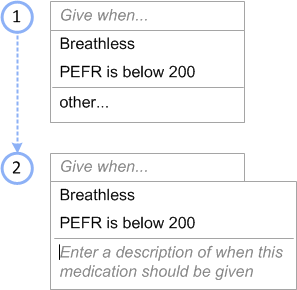 1
Give when...
Breathless
PEFR is below 200
other...
2
Give when...
Breathless
PEFR is below 200
Enter a description of when this
medication should be given